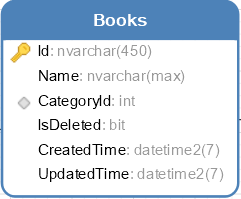 Books
Id: nvarchar(450)
Name: nvarchar(max)
CategoryId: int
IsDeleted: bit
CreatedTime: datetime2(7)
UpdatedTime: datetime2(7)